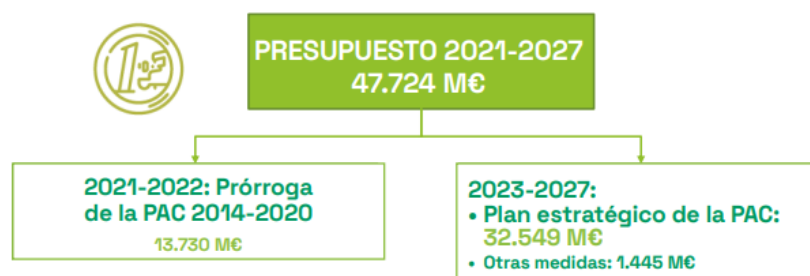 PRESUPUESTO 2021-2027
47.724 M€
2021-2022: Prórroga
de la PAC 2014-2020
13.730 M€
2023-2027:
• Plan estratégico de la PAC:
32.549 M€
• Otras medidas: 1.445 M€
1